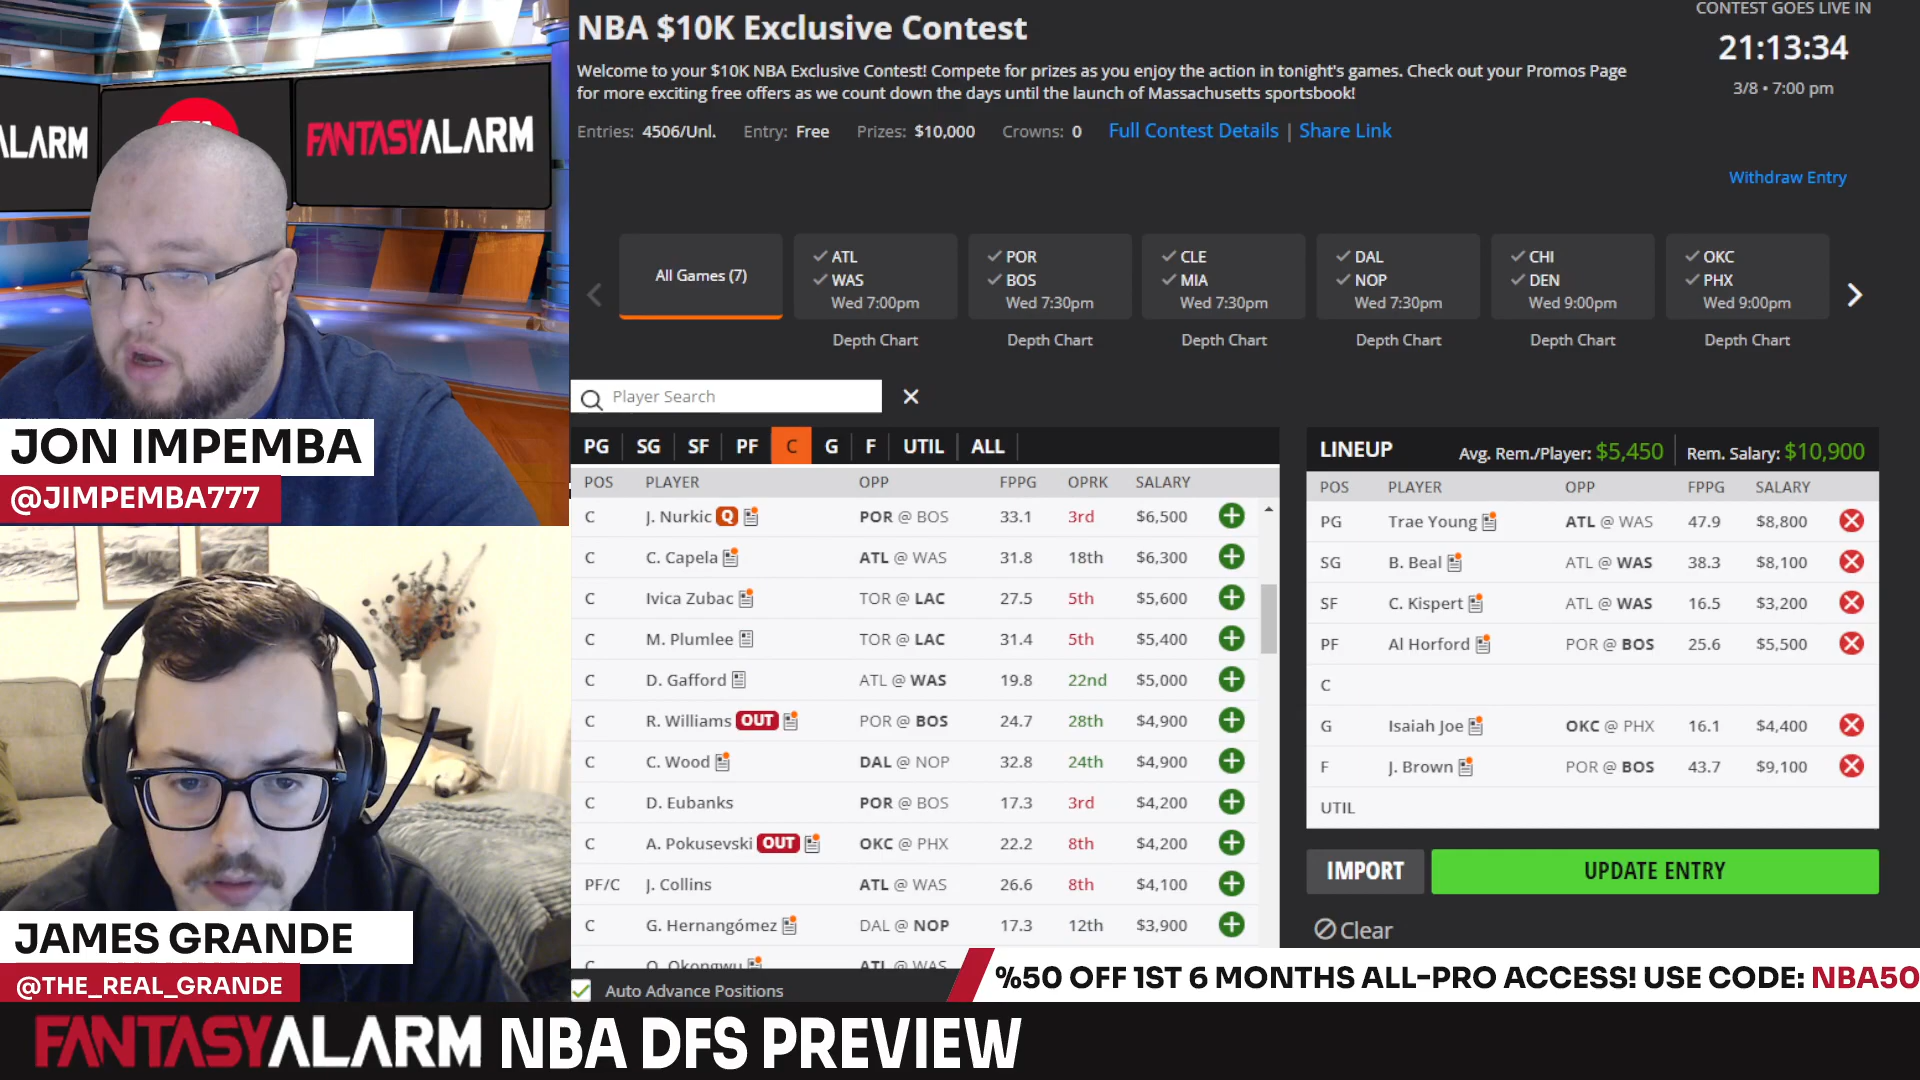 NBA $10K Exclusive Contest
Welcome to your $10K NBA Exclusive Contest! Compete for prizes as you enjoy the action in tonight's games. Check out your Promos Page
for more exciting free offers as we count down the days until the launch of Massachusetts sportsbook!
Entries: 4506/Unl. Entry: Free Prizes: $10,000 Crowns: 0 Full Contest Details | Share Link
CONTEST GOES LIVE IN
21:13:34
3/8 • 7:00 pm
Withdraw Entry
All Games (7)
ATL
WAS
Wed 7:00pm
Depth Chart
POR
BOS
Wed 7:30pm
Depth Chart
CLE
MIA
Wed 7:30pm
Depth Chart
DAL
NOP
Wed 7:30pm
Depth Chart
CHI
DEN
Wed 9:00pm
Depth Chart
OKC
PHX
Wed 9:00pm
Depth Chart
Player Search
PG SG SF PF C G F UTIL ALL
POS PLAYER OPP FPPG OPRK SALARY
C J. Nurkic Q POR @ BOS 33.1 3rd $6,500
C C. Capela ATL @ WAS 31.8 18th $6,300
C Ivica Zubac TOR @ LAC 27.5 5th $5,600
C M. Plumlee TOR @ LAC 31.4 5th $5,400
C D. Gafford ATL @ WAS 19.8 22nd $5,000
C R. Williams OUT POR @ BOS 24.7 28th $4,900
C C. Wood DAL @ NOP 32.8 24th $4,900
C D. Eubanks POR @ BOS 17.3 3rd $4,200
C A. Pokusevski OUT OKC @ PHX 22.2 8th $4,200
PF/C J. Collins ATL @ WAS 26.6 8th $4,100
C G. Hernangómez DAL @ NOP 17.3 12th $3,900
C O. Okongwu ATL @ WAS
Auto Advance Positions
LINEUP Avg. Rem./Player: $5,450 Rem. Salary: $10,900
POS PLAYER OPP FPPG SALARY
PG Trae Young ATL @ WAS 47.9 $8,800
SG B. Beal ATL @ WAS 38.3 $8,100
SF C. Kispert ATL @ WAS 16.5 $3,200
PF Al Horford POR @ BOS 25.6 $5,500
C
G Isaiah Joe OKC @ PHX 16.1 $4,400
F J. Brown POR @ BOS 43.7 $9,100
UTIL
IMPORT UPDATE ENTRY
Clear
ALARM
FANTASYALARM
JON IMPEMBA
@JIMPEMBA777
JAMES GRANDE
@THE_REAL_GRANDE
%50 OFF 1ST 6 MONTHS ALL-PRO ACCESS! USE CODE: NBA50
FANTASYALARM NBA DFS PREVIEW